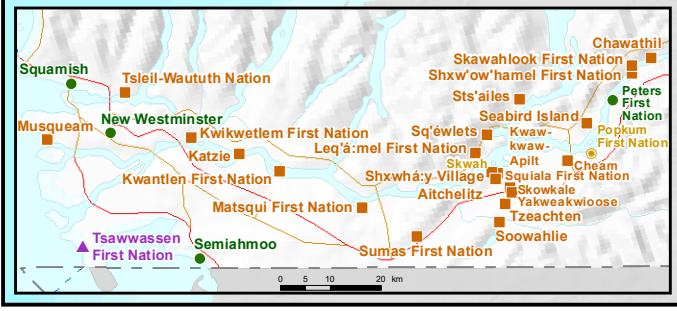 Chawathil
Skawahlook First Nation
Shxw'ow'hamel First Nation
Squamish
Tsleil-Waututh Nation
Sts'ailes
Peters
First
Nation
Seabird Island
New Westminster
Musqueam
Kwikwetlem First Nation
Sq'éwlets
Kwaw-
kwaw-
Apilt
Popkum
First Nation
Leq'á:mel First Nation
Katzie
Skwah
Cheam
Kwantlen First Nation
Shxwhá:y Village
Squiala First Nation
Aitchelitz
Skowkale
Yakweakwioose
Matsqui First Nation
Tzeachten
Tsawwassen
First Nation
Semiahmoo
Soowahlie
Sumas First Nation
0 5 10 20 km